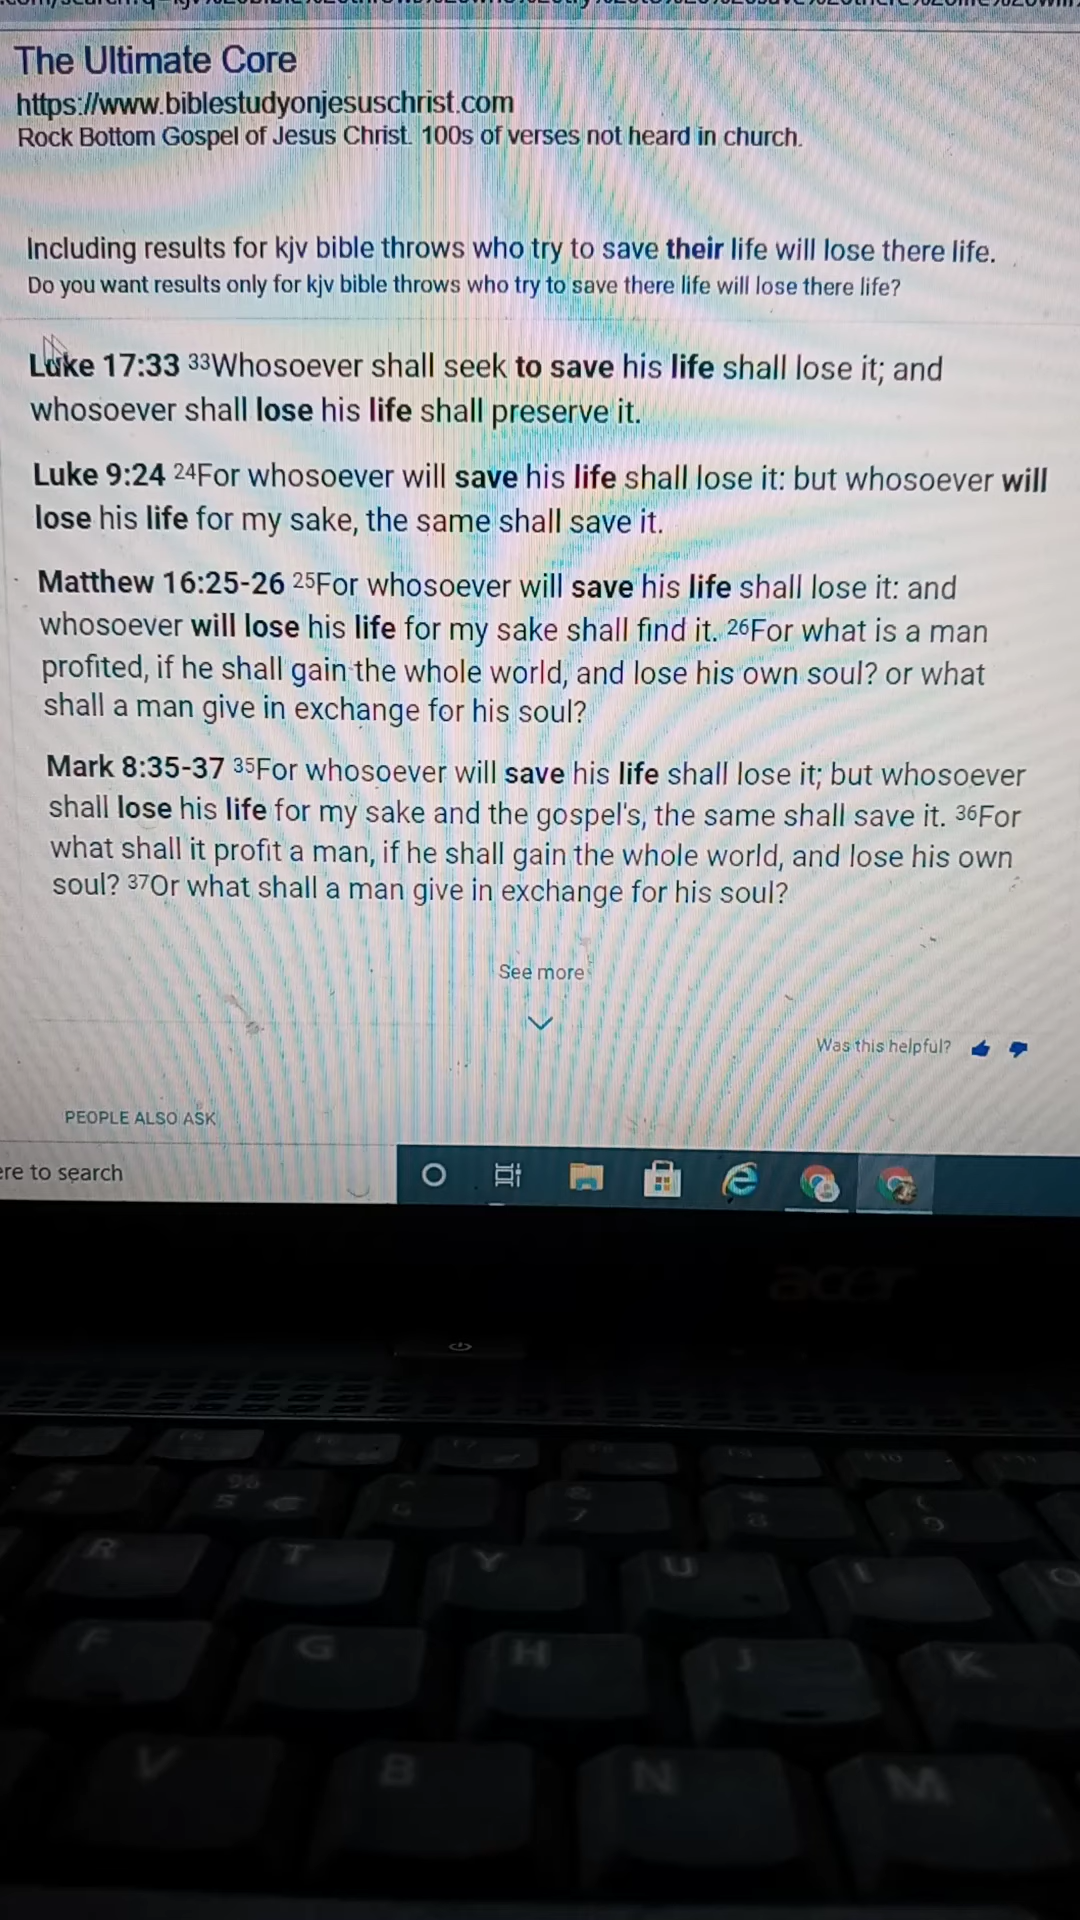 The Ultimate Core
https://www.biblestudyonjesuschrist.com
Rock Bottom Gospel of Jesus Christ. 100s of verses not heard in church.
Including results for kjv bible throws who try to save their life will lose there life.
Do you want results only for kjv bible throws who try to save there life will lose there life?
Luke 17:33 33Whosoever shall seek to save his life shall lose it; and
whosoever shall lose his life shall preserve it.
Luke 9:24 24For whosoever will save his life shall lose it: but whosoever will
lose his life for my sake, the same shall save it.
Matthew 16:25-26 25For whosoever will save his life shall lose it: and
whosoever will lose his life for my sake shall find it. 26For what is a man
profited, if he shall gain the whole world, and lose his own soul? or what
shall a man give in exchange for his soul?
Mark 8:35-37 35For whosoever will save his life shall lose it; but whosoever
shall lose his life for my sake and the gospel's, the same shall save it. 36For
what shall it profit a man, if he shall gain the whole world, and lose his own
soul? 37Or what shall a man give in exchange for his soul?
See more
Was this helpful?
PEOPLE ALSO ASK
ere to search
acer
R T Y U I O
F G H J K
V B N M